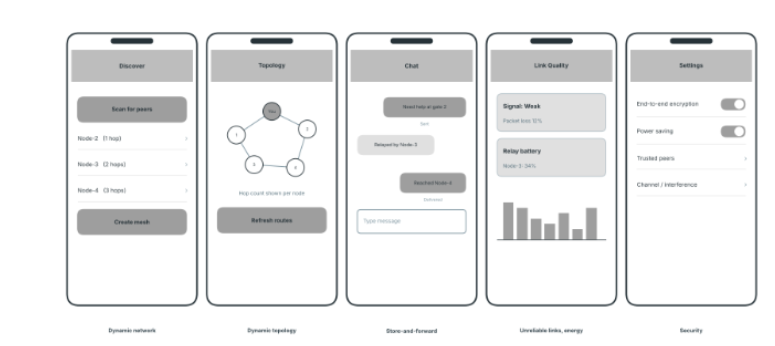 Discover
Scan for peers
Node-2 (1 hop)
Node-3 (2 hops)
Node-4 (3 hops)
Create mesh
Dynamic network
Topology
You
1
2
3
4
Hop count shown per node
Refresh routes
Dynamic topology
Chat
Need help at gate 2
Sent
Relayed by Node-3
Reached Node-4
Delivered
Type message
Store-and-forward
Link Quality
Signal: Weak
Packet loss 12%
Relay battery
Node-3: 34%
Unreliable links, energy
Settings
End-to-end encryption
Power saving
Trusted peers
Channel / interference
Security